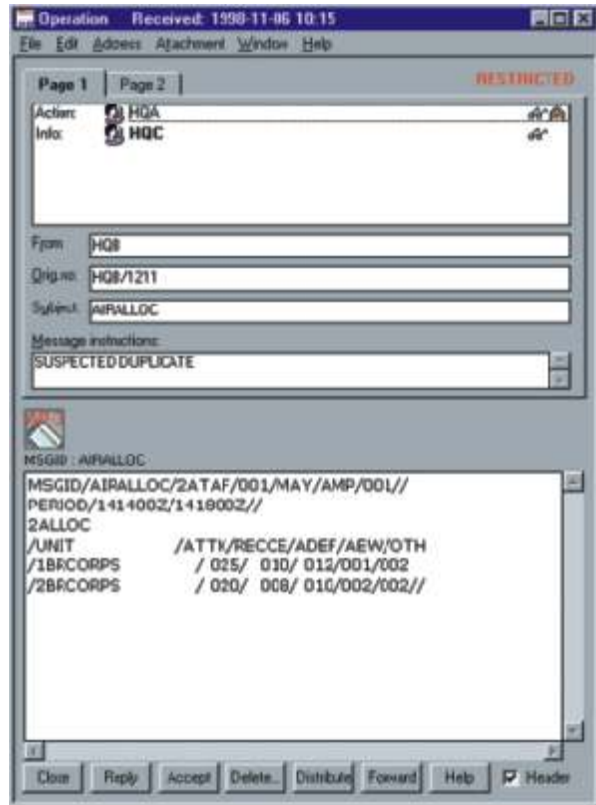 Operation Received: 1998-11-06 10:15
File Edit Address Attachment Window Help
Page 1 Page 2 RESTRICTED
Action: HQA
Info: HQC
From HQB
Orig.no. HQB/1211
Subject. AIRALLOC
Message instructions:
SUSPECTED DUPLICATE
MSGID : AIRALLOC
MSGID/AIRALLOC/2ATAF/001/MAY/AMP/001//
PERIOD/141400Z/141800Z//
2ALLOC
/UNIT /ATTK/RECCE/ADEF/AEW/OTH
/1BRCORPS / 025/ 010/ 012/001/002
/2BRCORPS / 020/ 008/ 010/002/002//
Close Reply Accept Delete... Distribute Forward Help Header